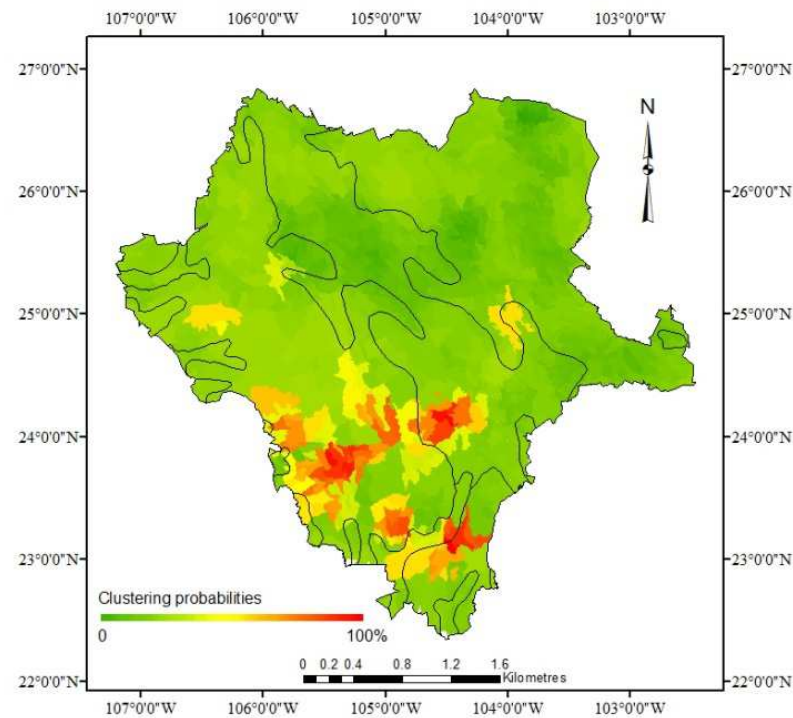 107°0'0"W 106°0'0"W 105°0'0"W 104°0'0"W 103°0'0"W
27°0'0"N 27°0'0"N
N
26°0'0"N 26°0'0"N
25°0'0"N 25°0'0"N
24°0'0"N 24°0'0"N
23°0'0"N 23°0'0"N
Clustering probabilities
0 100%
0 0.2 0.4 0.8 1.2 1.6
Kilometres
22°0'0"N 22°0'0"N
107°0'0"W 106°0'0"W 105°0'0"W 104°0'0"W 103°0'0"W